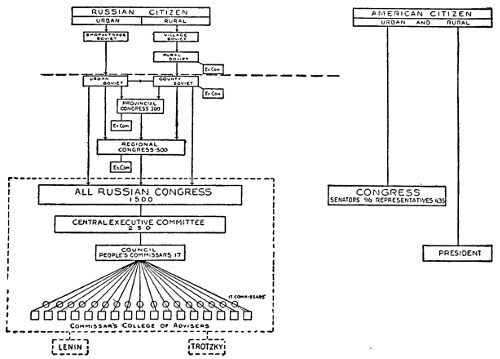 RUSSIAN CITIZEN
URBAN RURAL
SHOP OR TRADE SOVIET
VILLAGE SOVIET
RURAL SOVIET
Ex.Com
URBAN SOVIET
COUNTY SOVIET
Ex.Com
PROVINCIAL CONGRESS 300
Ex.Com
REGIONAL CONGRESS 500
Ex.Com
ALL RUSSIAN CONGRESS
1500
CENTRAL EXECUTIVE COMMITTEE
250
COUNCIL
PEOPLE'S COMMISSARS 17
17 COMMISSARS
COMMISSAR'S COLLEGE OF ADVISERS
LENIN
TROTZKY
AMERICAN CITIZEN
URBAN AND RURAL
CONGRESS
SENATORS 96 REPRESENTATIVES 435
PRESIDENT